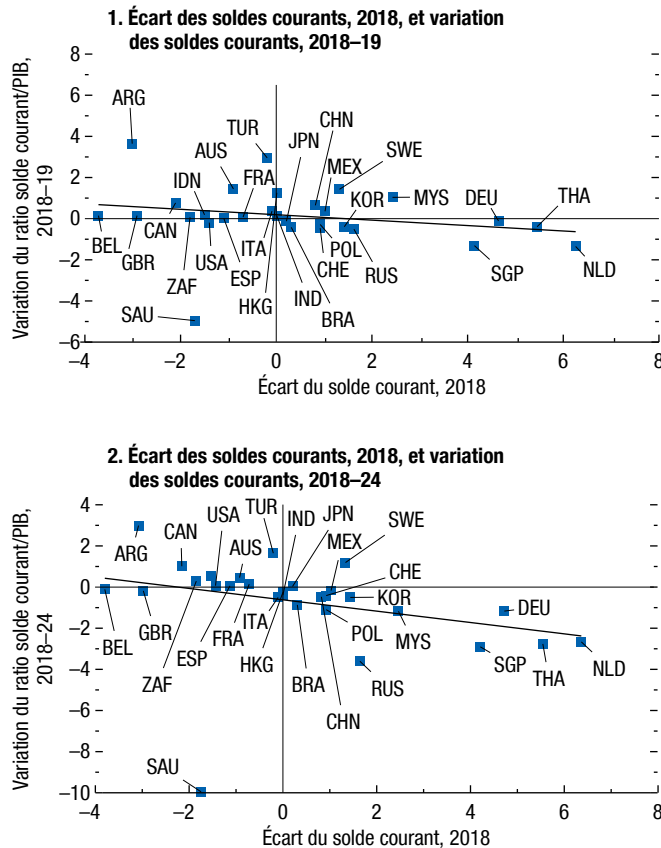 1. Écart des soldes courants, 2018, et variation
des soldes courants, 2018–19
Variation du ratio solde courant/PIB,
2018–19
8
6
4
2
0
–2
–4
–6
ARG
TUR
AUS
IDN
FRA
JPN
CHN
MEX
SWE
KOR
MYS
DEU
THA
BEL
GBR
CAN
ZAF
USA
ESP
ITA
HKG
IND
BRA
POL
CHE
RUS
SGP
NLD
SAU
–4
–2
0
2
4
6
8
Écart du solde courant, 2018
2. Écart des soldes courants, 2018, et variation
des soldes courants, 2018–24
Variation du ratio solde courant/PIB,
2018–24
4
2
0
–2
–4
–6
–8
–10
ARG
CAN
USA
TUR
AUS
IND
JPN
MEX
SWE
CHE
KOR
DEU
BEL
GBR
ZAF
ESP
FRA
ITA
HKG
BRA
POL
CHN
RUS
MYS
SGP
THA
NLD
SAU
–4
–2
0
2
4
6
8
Écart du solde courant, 2018